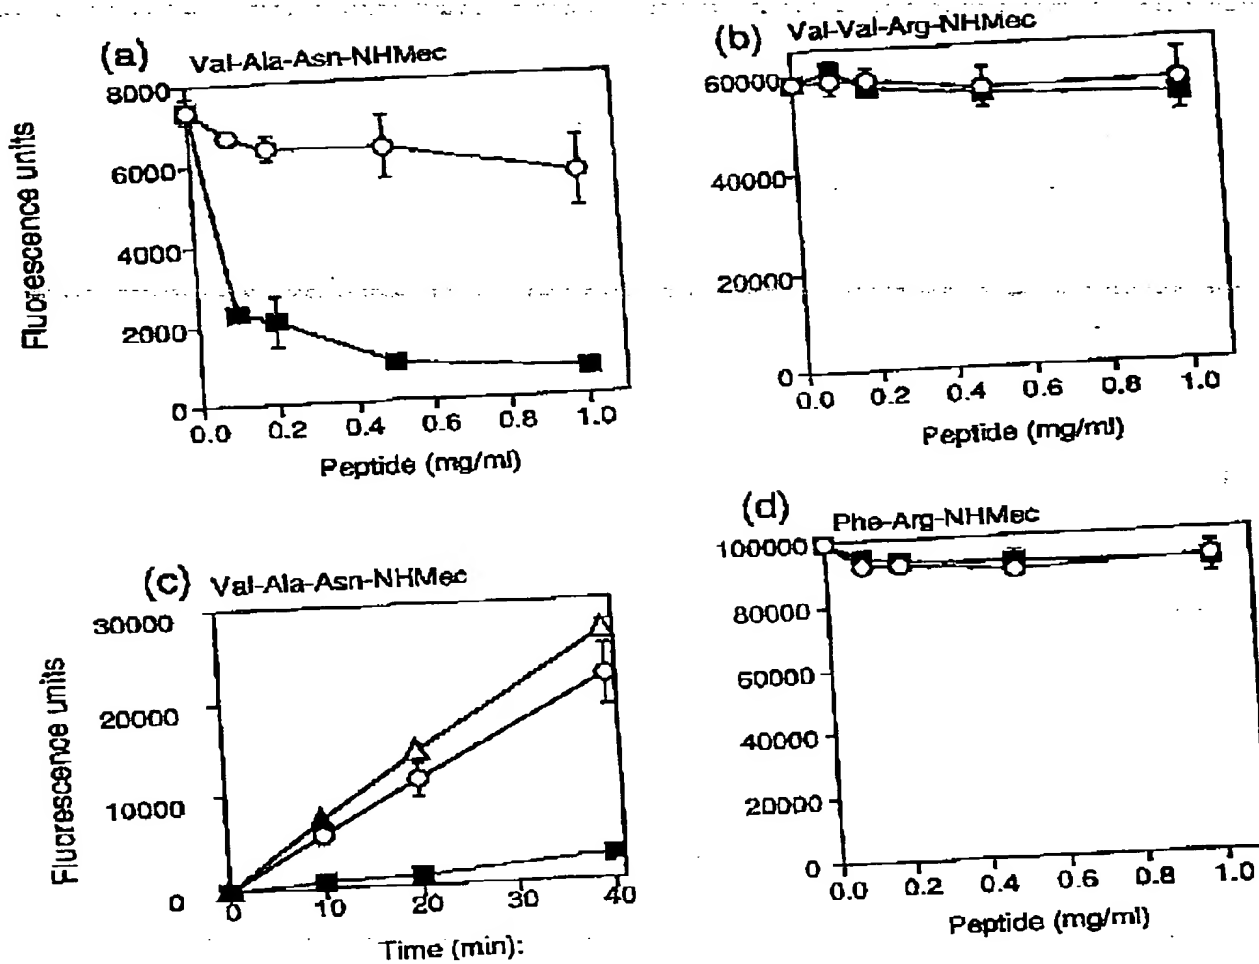 (a) Val-Ala-Asn-NHMec
Fluorescence units
8000
6000
4000
2000
0
0.0 0.2 0.4 0.6 0.8 1.0
Peptide (mg/ml)
(b) Val-Val-Arg-NHMec
60000
40000
20000
0
0.0 0.2 0.4 0.6 0.8 1.0
Peptide (mg/ml)
(c) Val-Ala-Asn-NHMec
Fluorescence units
30000
20000
10000
0
0 10 20 30 40
Time (min):
(d) Phe-Arg-NHMec
100000
80000
60000
40000
20000
0
0.0 0.2 0.4 0.6 0.8 1.0
Peptide (mg/ml)